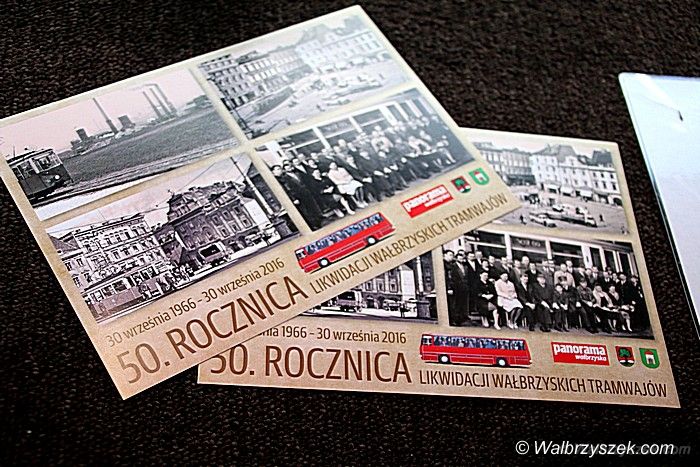 panorama
wałbrzyska
30 września 1966 - 30 września 2016
50. ROCZNICA
LIKWIDACJI WAŁBRZYSKICH TRAMWAJÓW
września 1966 - 30 września 2016
panorama
wałbrzyska
50. ROCZNICA
LIKWIDACJI WAŁBRZYSKICH TRAMWAJÓW
© Walbrzyszek.com